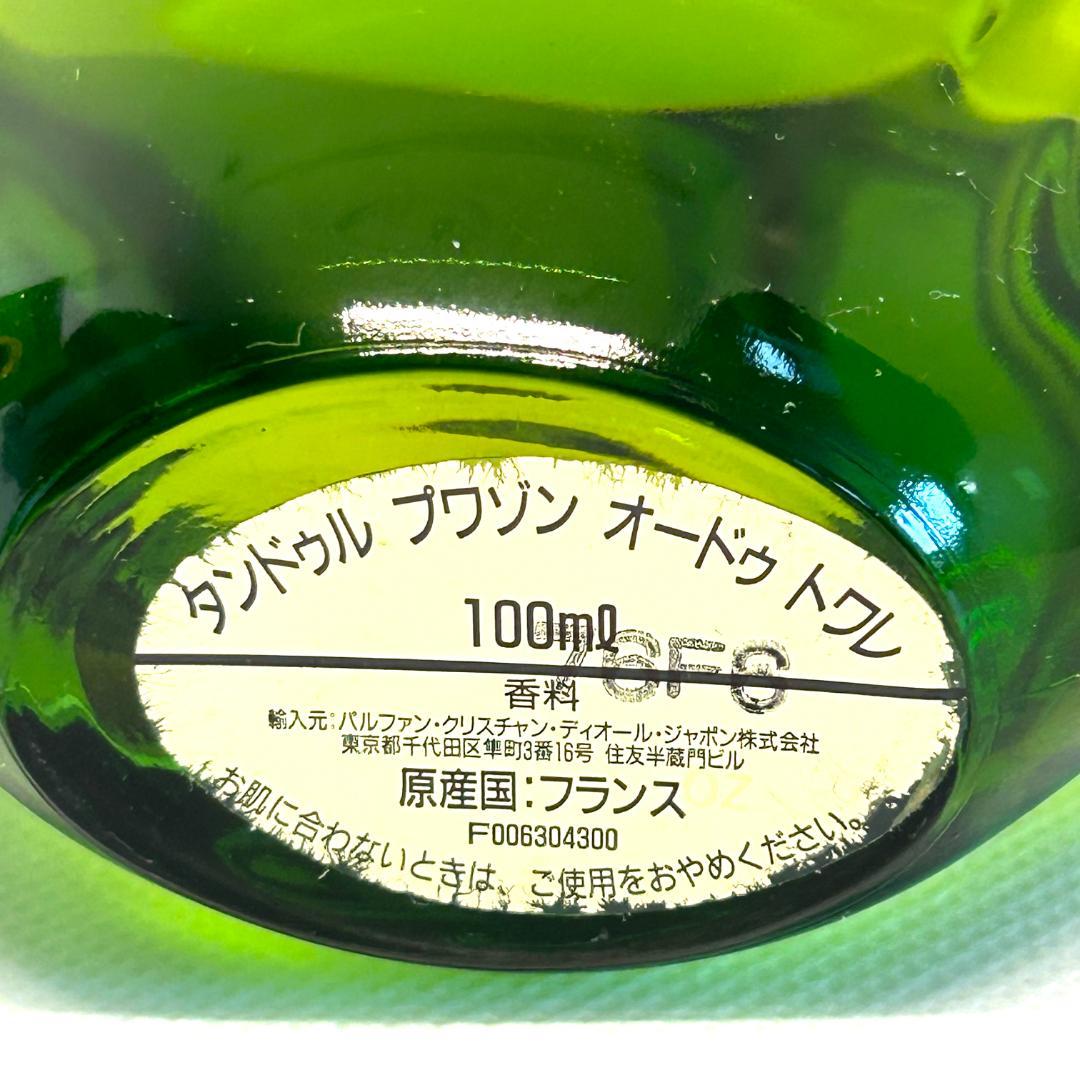 タンドゥル プワゾン オードゥ トワレ
100ml
香料
輸入元:パルファン・クリスチャン・ディオール・ジャポン株式会社
東京都千代田区隼町3番16号 住友半蔵門ビル
原産国:フランス
F006304300
お肌に合わないときは、ご使用をおやめください。